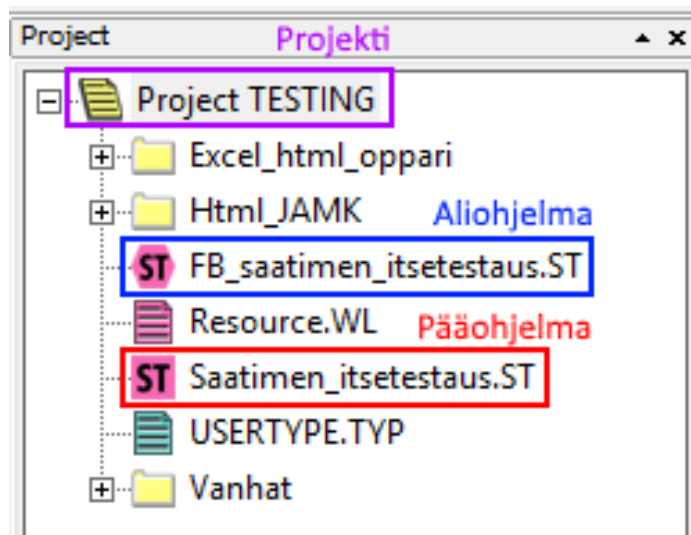 Project Projekti
Project TESTING
Excel_html_oppari
Html_JAMK Aliohjelma
ST FB_saatimen_itsetestaus.ST
Resource.WL Pääohjelma
ST Saatimen_itsetestaus.ST
USERTYPE.TYP
Vanhat